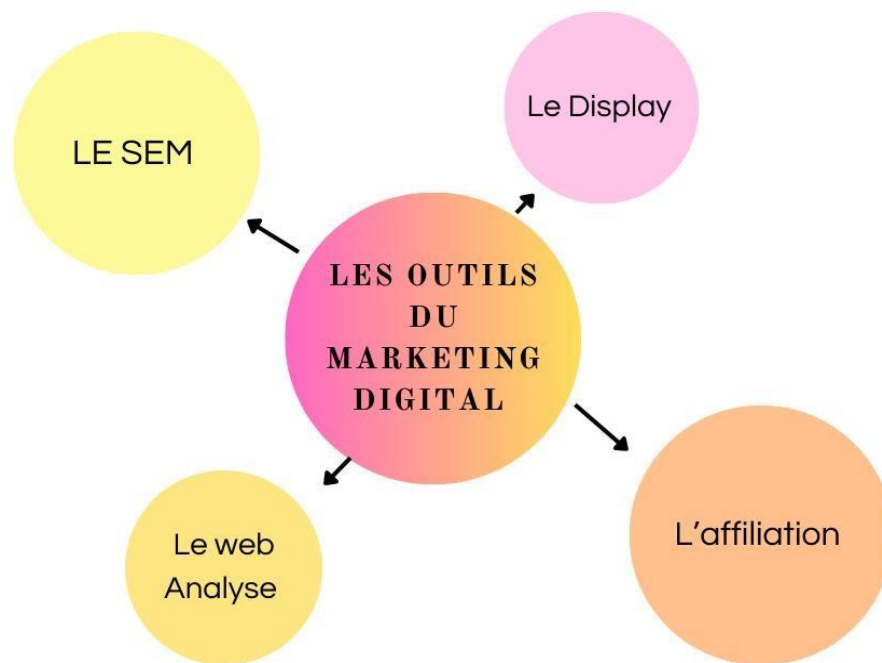 LE SEM
Le Display
LES OUTILS
DU
MARKETING
DIGITAL
Le web
Analyse
L’affiliation